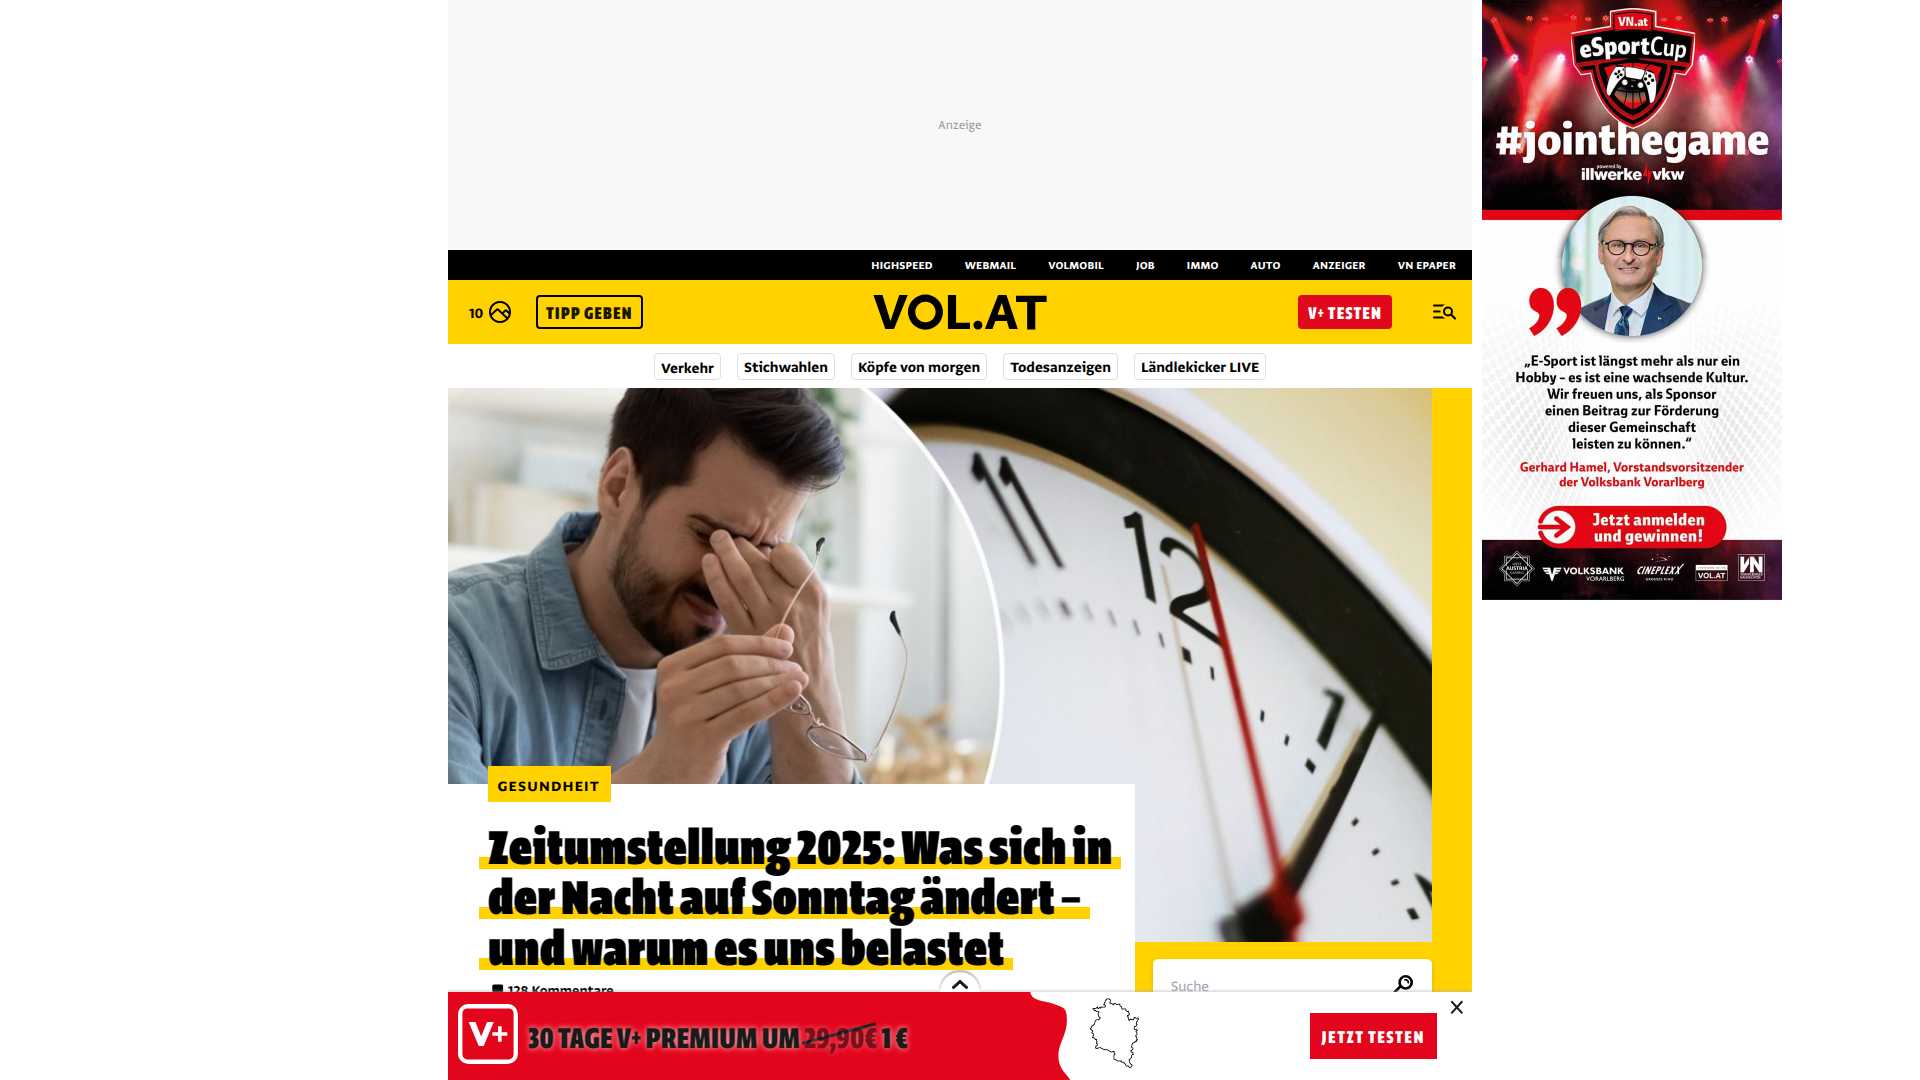 Anzeige
HIGHSPEED WEBMAIL VOLMOBIL JOB IMMO AUTO ANZEIGER VN EPAPER
10 TIPP GEBEN VOL.AT V+ TESTEN
Verkehr Stichwahlen Köpfe von morgen Todesanzeigen Ländlekicker LIVE
11 12 1
GESUNDHEIT
Zeitumstellung 2025: Was sich in
der Nacht auf Sonntag ändert –
und warum es uns belastet
128 Kommentare
Suche
V+ 30 TAGE V+ PREMIUM UM 29,90€ 1 €
JETZT TESTEN
VN.at
eSportCup
#jointhegame
powered by
illwerke vkw
„E-Sport ist längst mehr als nur ein
Hobby – es ist eine wachsende Kultur.
Wir freuen uns, als Sponsor
einen Beitrag zur Förderung
dieser Gemeinschaft
leisten zu können.“
Gerhard Hamel, Vorstandsvorsitzender
der Volksbank Vorarlberg
Jetzt anmelden
und gewinnen!
AUSTRIA VOLKSBANK VORARLBERG CINEPLEXX VOL.AT VN